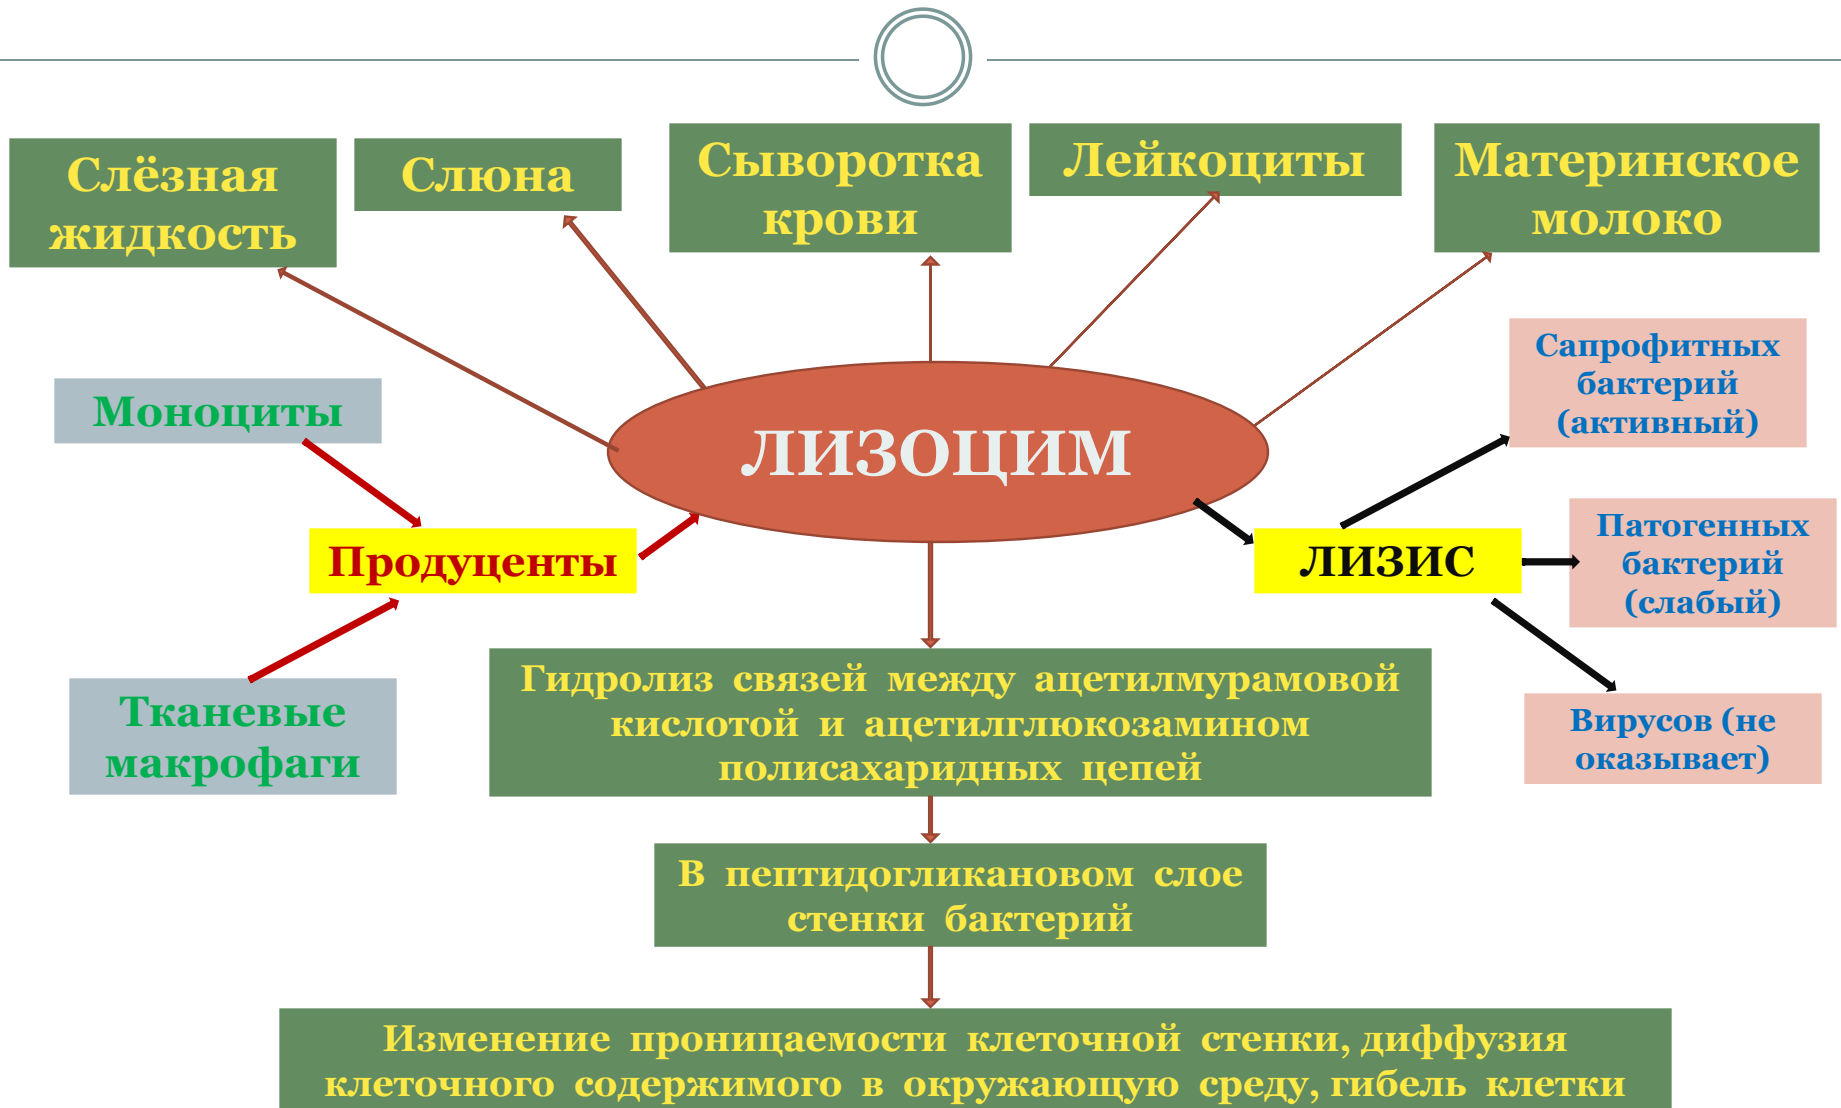 Слёзная
жидкость
Слюна
Сыворотка
крови
Лейкоциты
Материнское
молоко
Сапрофитных
бактерий
(активный)
Моноциты
ЛИЗОЦИМ
Продуценты
ЛИЗИС
Патогенных
бактерий
(слабый)
Тканевые
макрофаги
Гидролиз связей между ацетилмурамовой
кислотой и ацетилглюкозамином
полисахаридных цепей
Вирусов (не
оказывает)
В пептидогликановом слое
стенки бактерий
Изменение проницаемости клеточной стенки, диффузия
клеточного содержимого в окружающую среду, гибель клетки